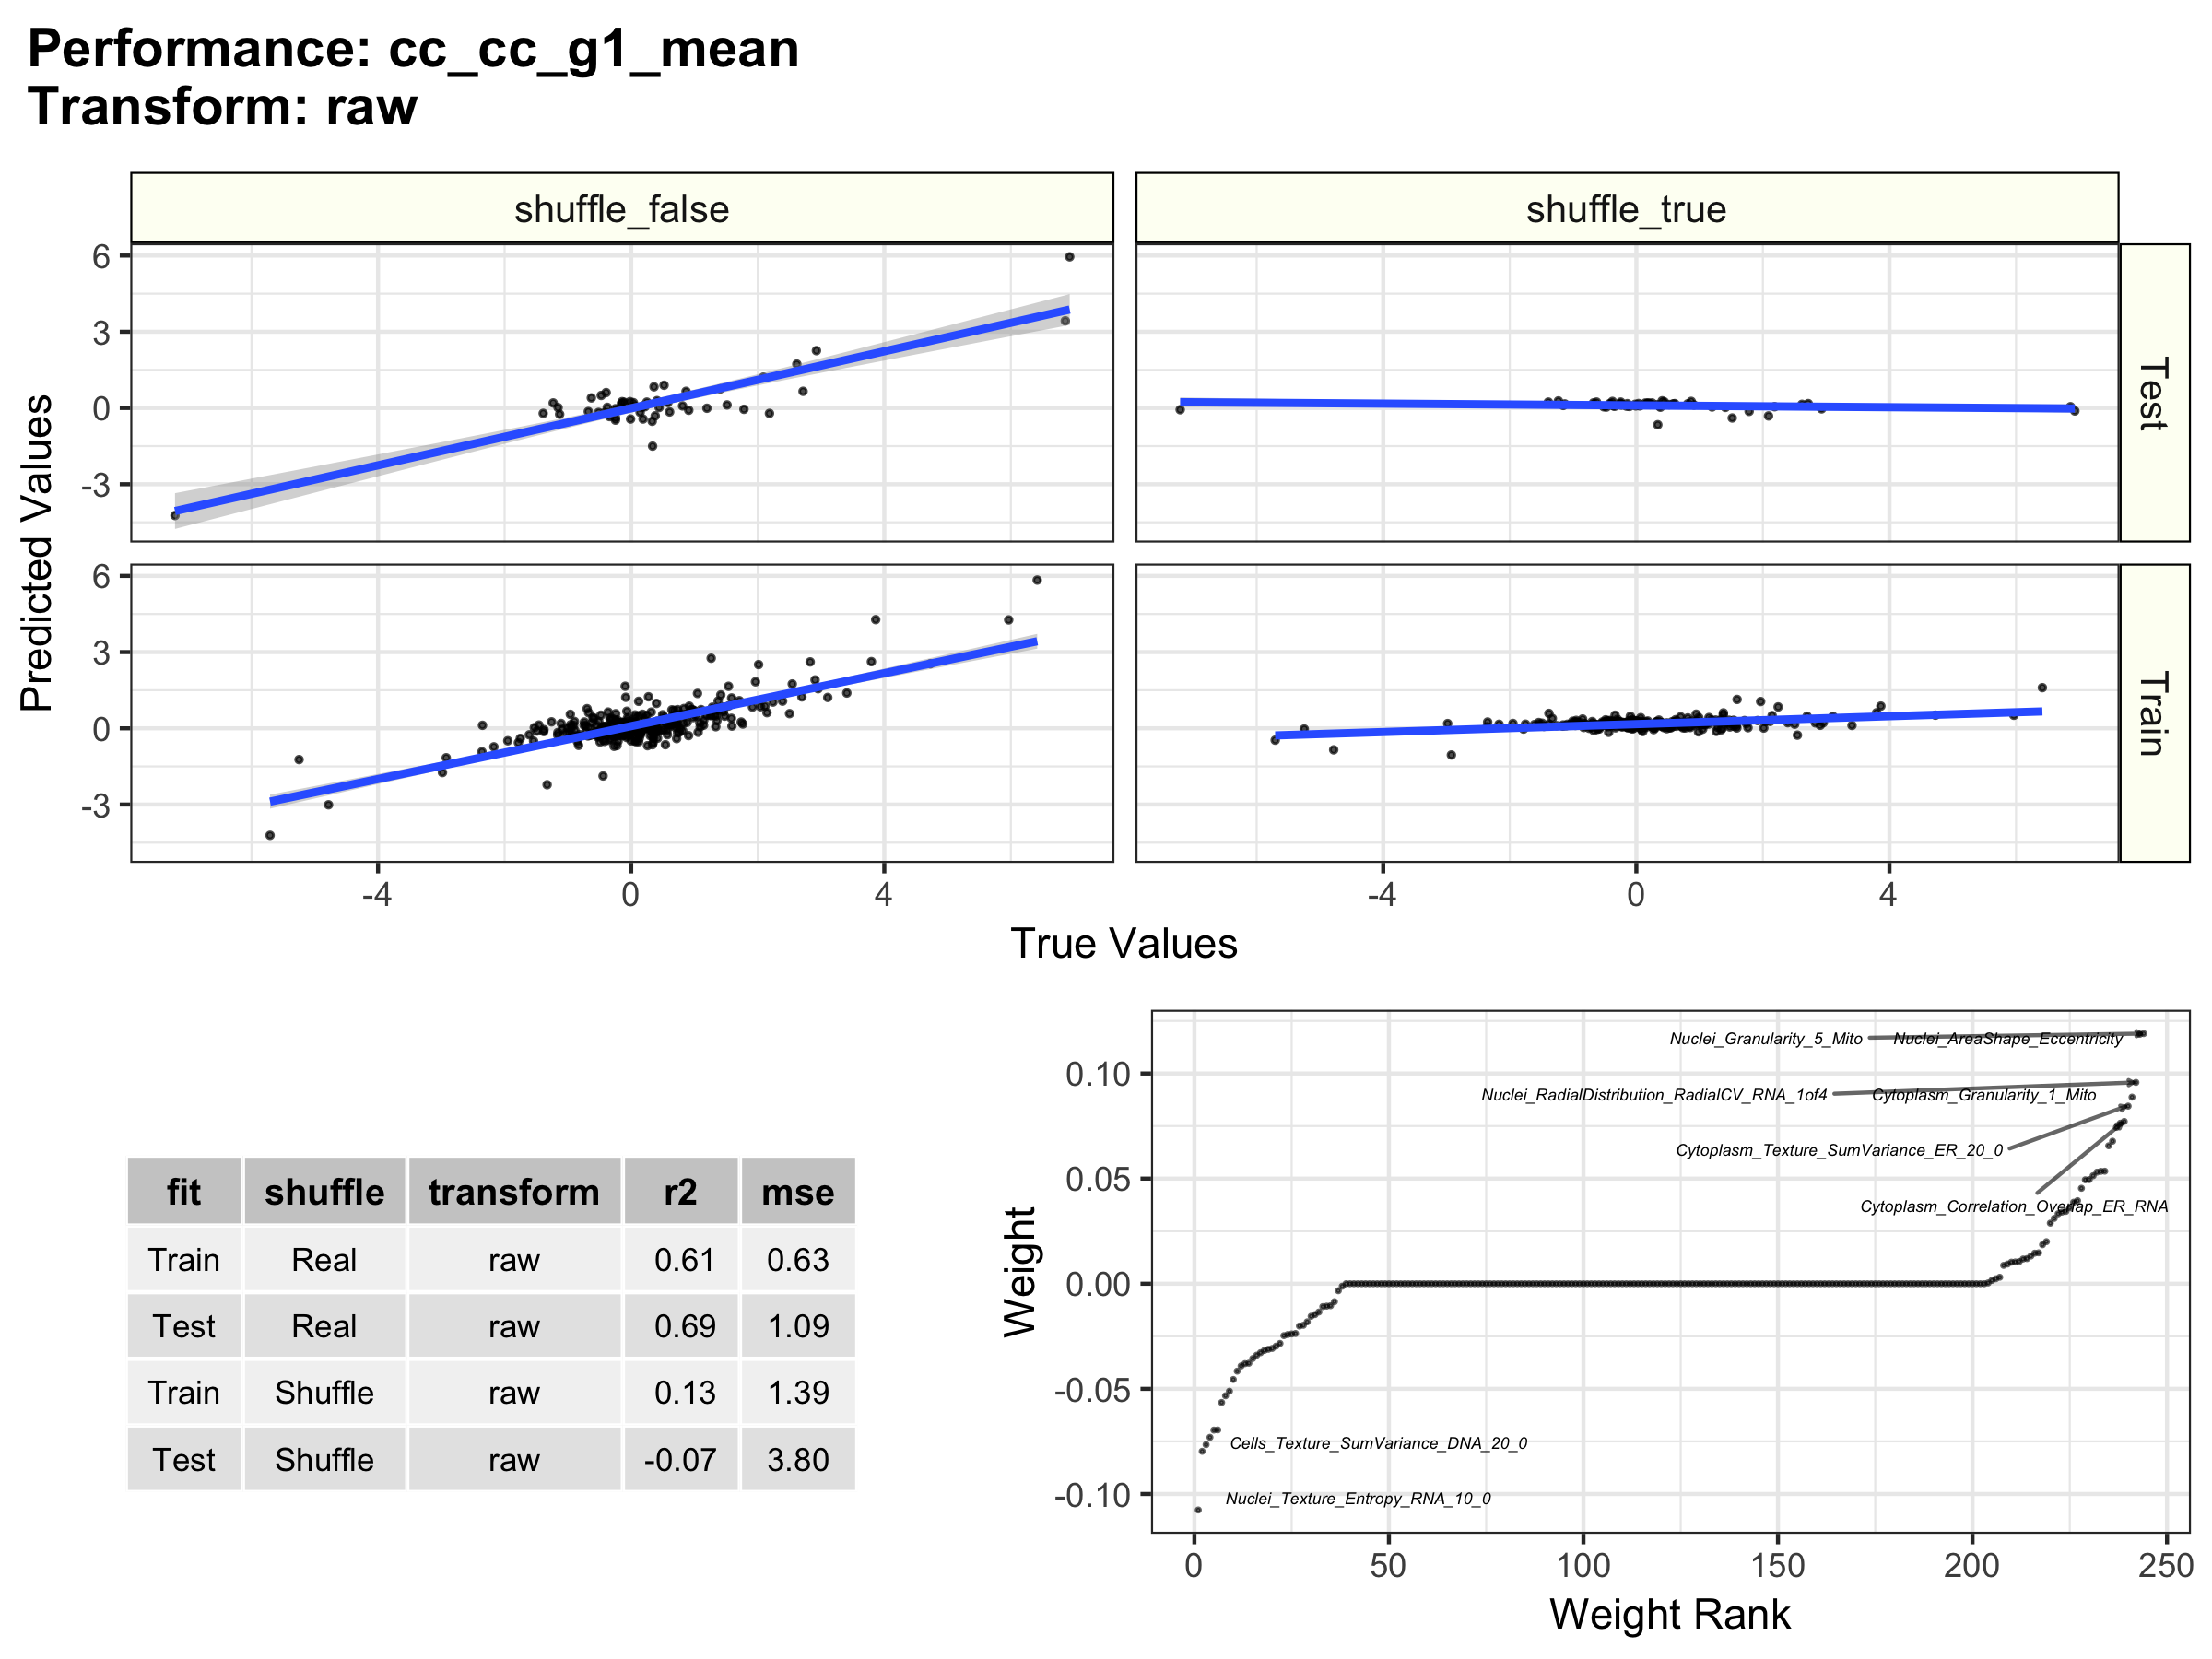 Performance: cc_cc_g1_mean
Transform: raw
shuffle_false
shuffle_true
6
3
0
-3
Test
6
3
0
-3
Train
Predicted Values
-4
0
4
-4
0
4
True Values
fit shuffle transform r2 mse
Train Real raw 0.61 0.63
Test Real raw 0.69 1.09
Train Shuffle raw 0.13 1.39
Test Shuffle raw -0.07 3.80
Weight
0.10
0.05
0.00
-0.05
-0.10
Nuclei_Granularity_5_Mito
Nuclei_AreaShape_Eccentricity
Nuclei_RadialDistribution_RadialCV_RNA_1of4
Cytoplasm_Granularity_1_Mito
Cytoplasm_Texture_SumVariance_ER_20_0
Cytoplasm_Correlation_Overlap_ER_RNA
Cells_Texture_SumVariance_DNA_20_0
Nuclei_Texture_Entropy_RNA_10_0
0
50
100
150
200
250
Weight Rank